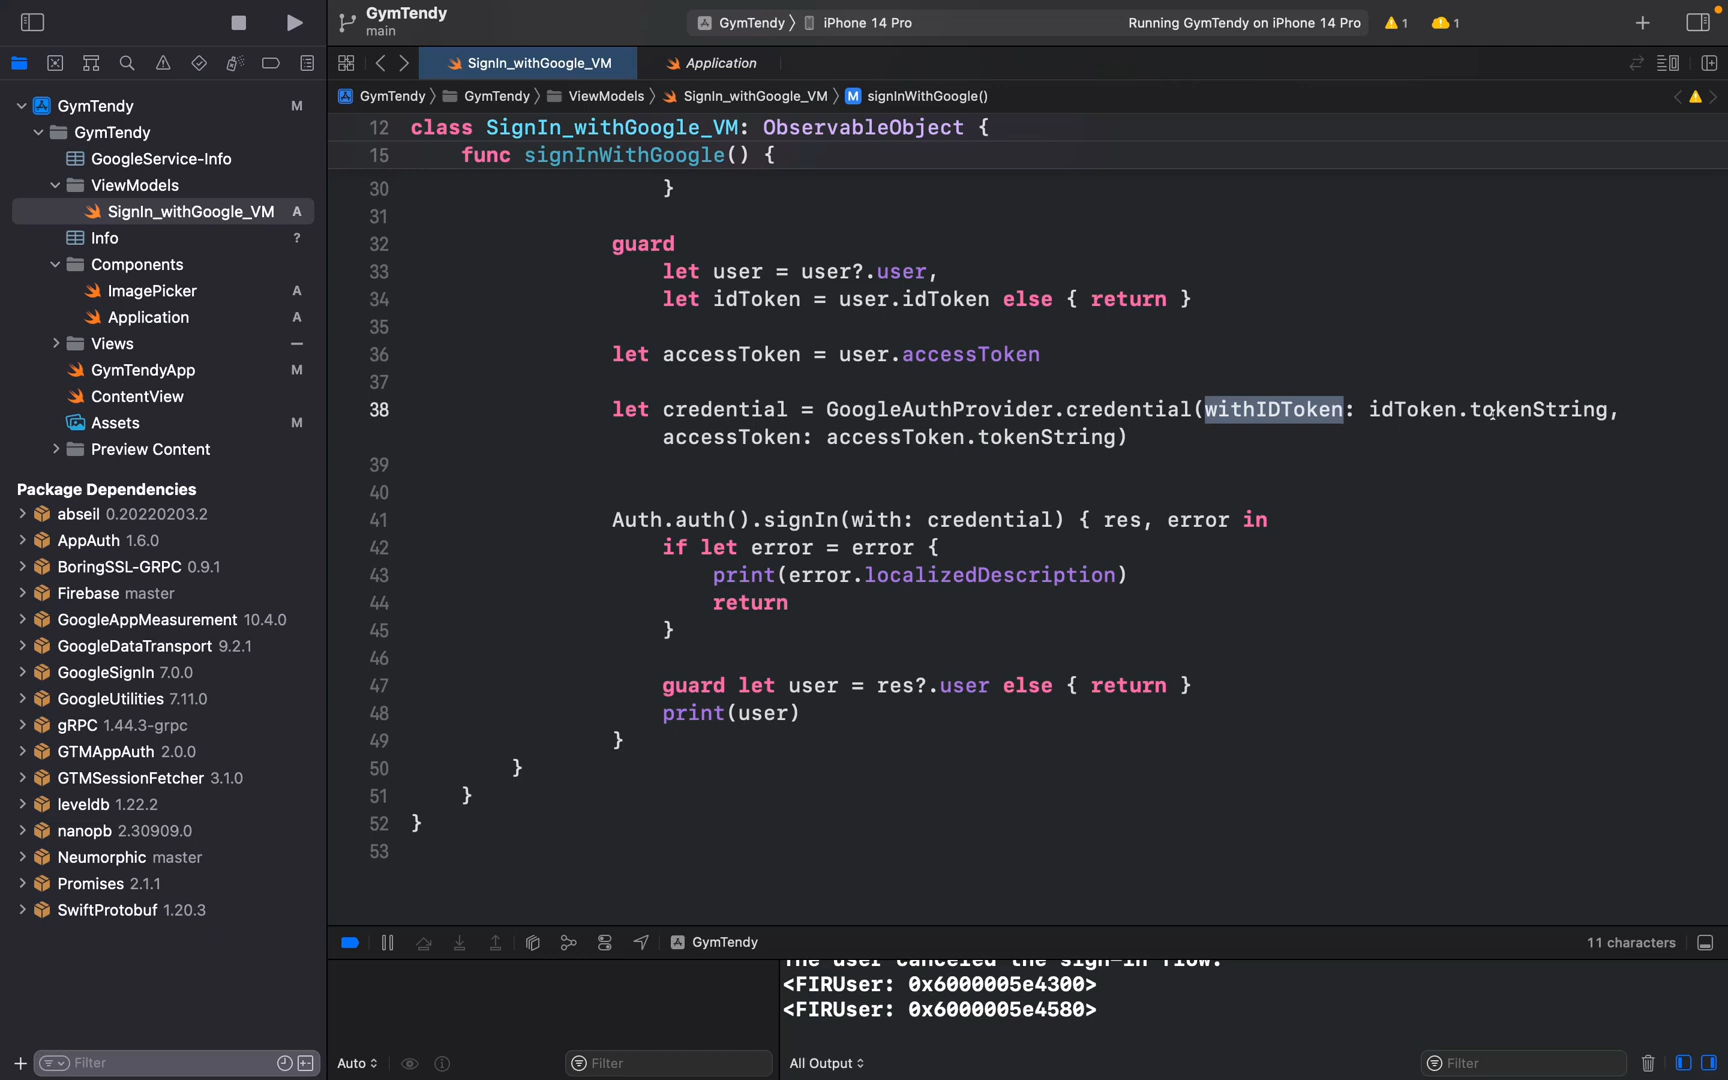 GymTendy
main
GymTendy 〉 iPhone 14 Pro
Running GymTendy on iPhone 14 Pro
1
1
SignIn_withGoogle_VM
Application
GymTendy 〉 GymTendy 〉 ViewModels 〉 SignIn_withGoogle_VM 〉 M signInWithGoogle()
GymTendy M
GymTendy
GoogleService-Info
ViewModels
SignIn_withGoogle_VM A
Info ?
Components
ImagePicker A
Application A
Views
GymTendyApp M
ContentView
Assets
Preview Content
Package Dependencies
abseil 0.20220203.2
AppAuth 1.6.0
BoringSSL-GRPC 0.9.1
Firebase master
GoogleAppMeasurement 10.4.0
GoogleDataTransport 9.2.1
GoogleSignIn 7.0.0
GoogleUtilities 7.11.0
gRPC 1.44.3-grpc
GTMAppAuth 2.0.0
GTMSessionFetcher 3.1.0
leveldb 1.22.2
nanopb 2.30909.0
Neumorphic master
Promises 2.1.1
SwiftProtobuf 1.20.3
Filter
12 class SignIn_withGoogle_VM: ObservableObject {
15 func signInWithGoogle() {
30 }
31
32 guard
33 let user = user?.user,
34 let idToken = user.idToken else { return }
35
36 let accessToken = user.accessToken
37
38 let credential = GoogleAuthProvider.credential(withIDToken: idToken.tokenString,
accessToken: accessToken.tokenString)
39
40
41 Auth.auth().signIn(with: credential) { res, error in
42 if let error = error {
43 print(error.localizedDescription)
44 return
45 }
46
47 guard let user = res?.user else { return }
48 print(user)
49 }
50 }
51 }
52 }
53
GymTendy
11 characters
The user canceled the sign-in flow.
<FIRUser: 0x6000005e4300>
<FIRUser: 0x6000005e4580>
Auto
Filter
All Output
Filter